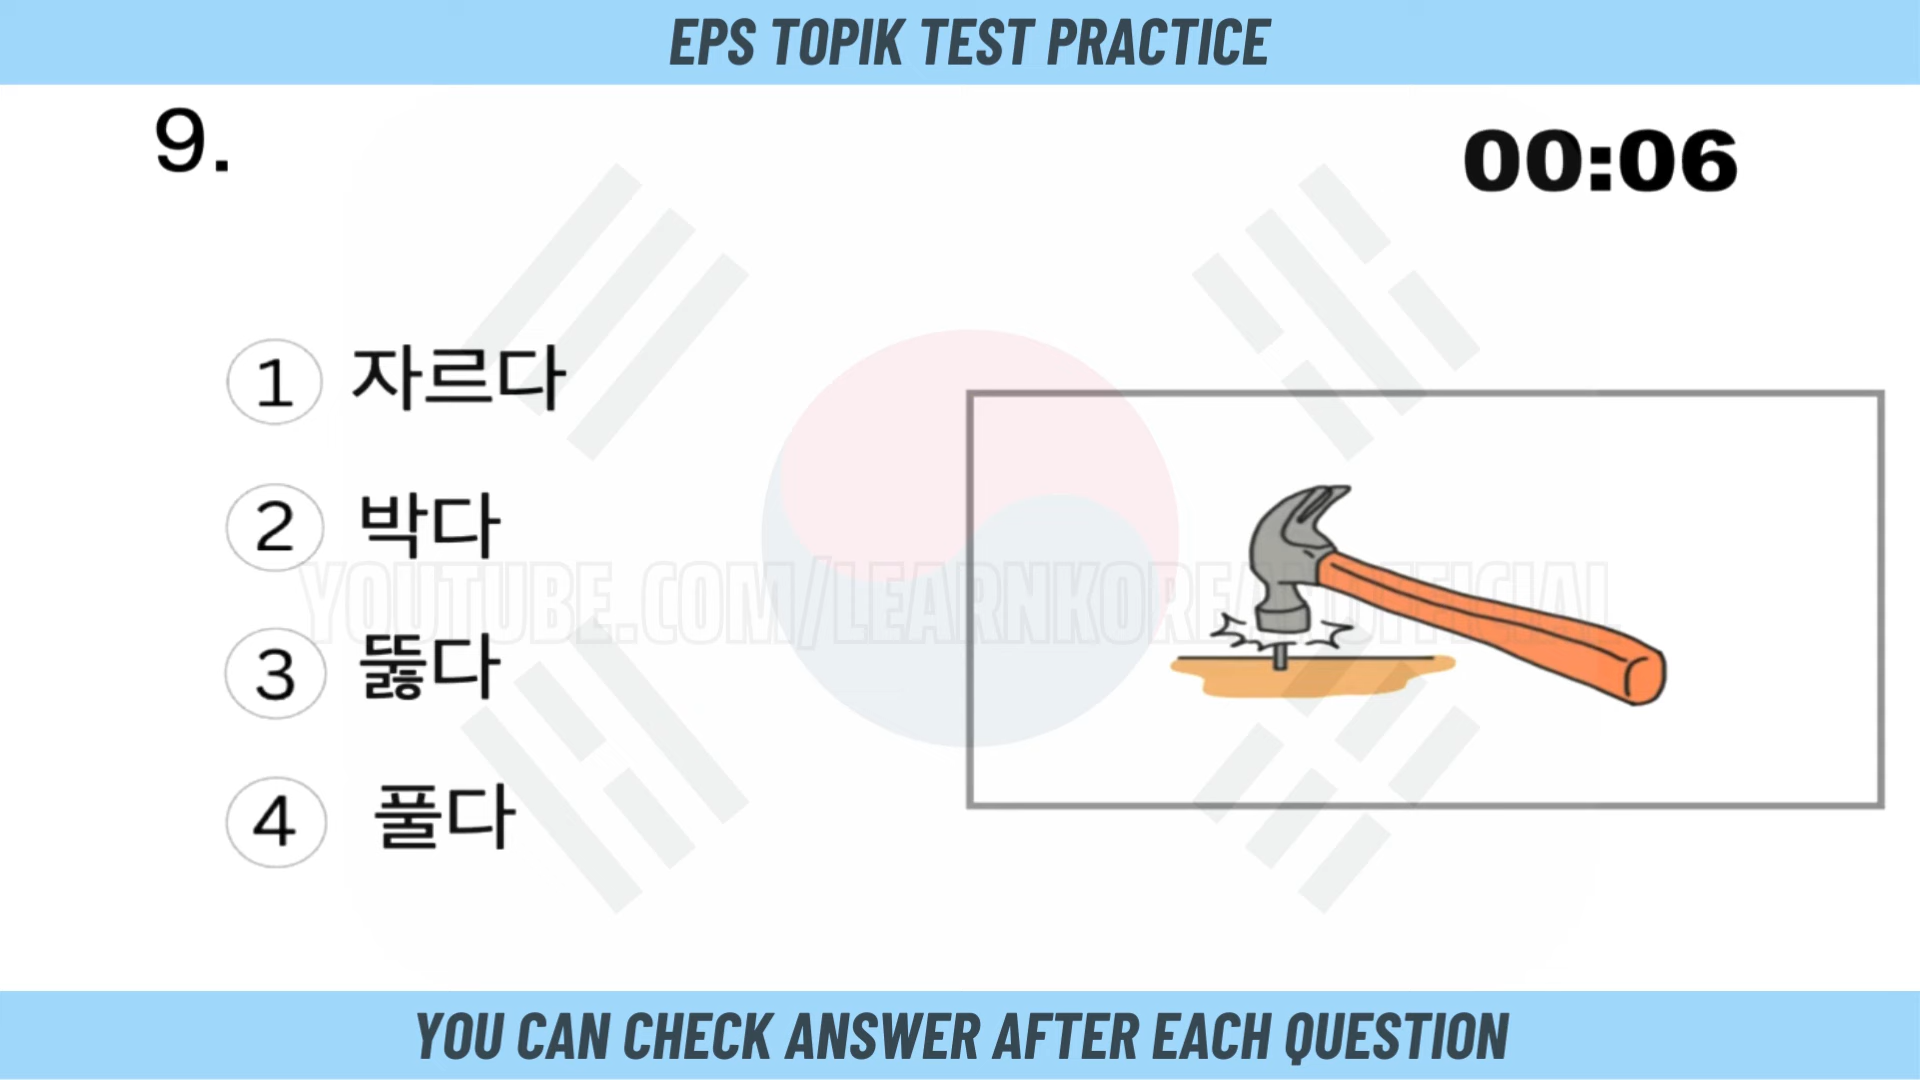 EPS TOPIK TEST PRACTICE
9.
00:06
1 자르다
2 박다
3 뚫다
4 풀다
YOUTUBE.COM/LEARNKOREANOFFICIAL
YOU CAN CHECK ANSWER AFTER EACH QUESTION